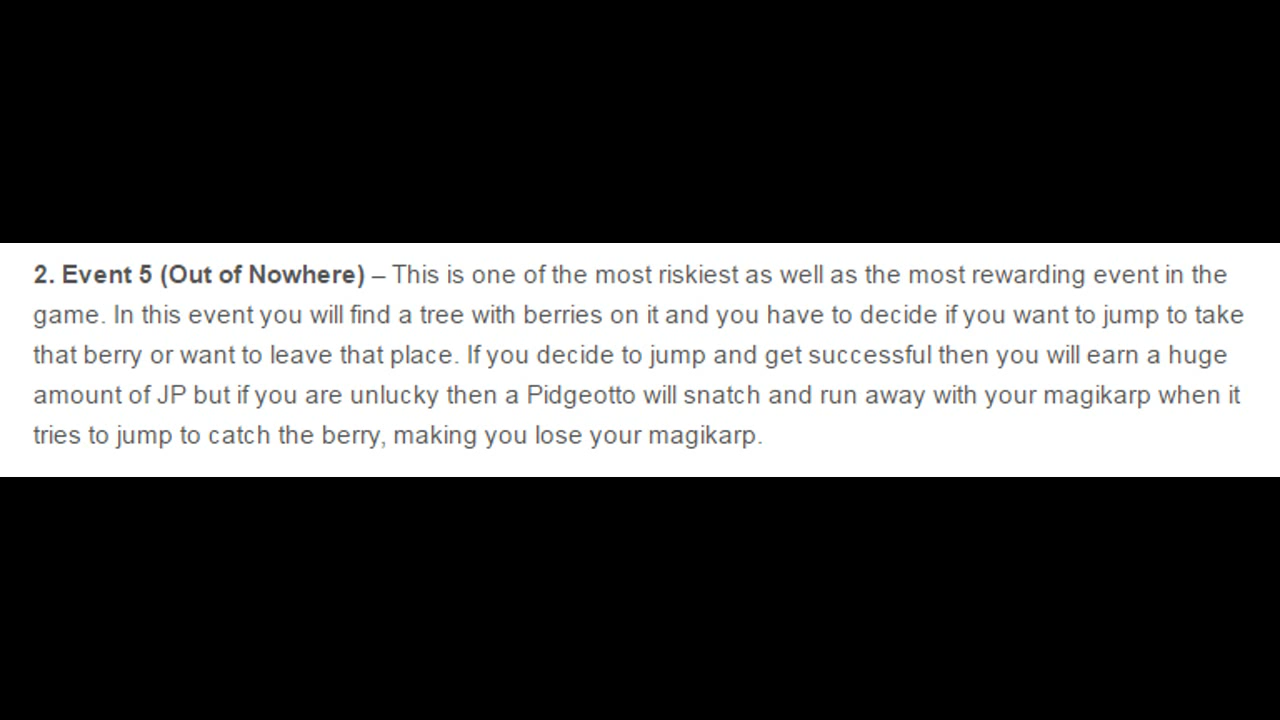 2. Event 5 (Out of Nowhere) – This is one of the most riskiest as well as the most rewarding event in the
game. In this event you will find a tree with berries on it and you have to decide if you want to jump to take
that berry or want to leave that place. If you decide to jump and get successful then you will earn a huge
amount of JP but if you are unlucky then a Pidgeotto will snatch and run away with your magikarp when it
tries to jump to catch the berry, making you lose your magikarp.